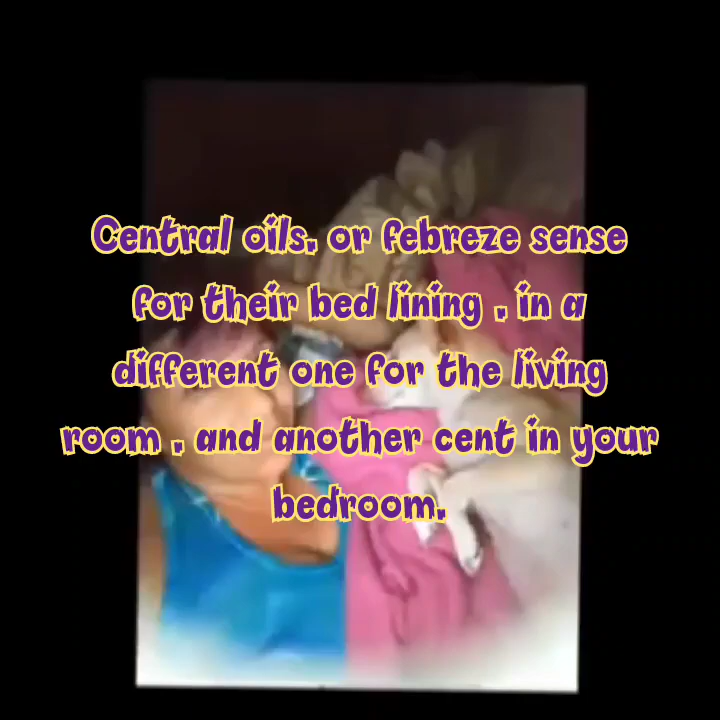 Central oils. or febreze sense
for their bed lining . in a
different one for the living
room . and another cent in your
bedroom.